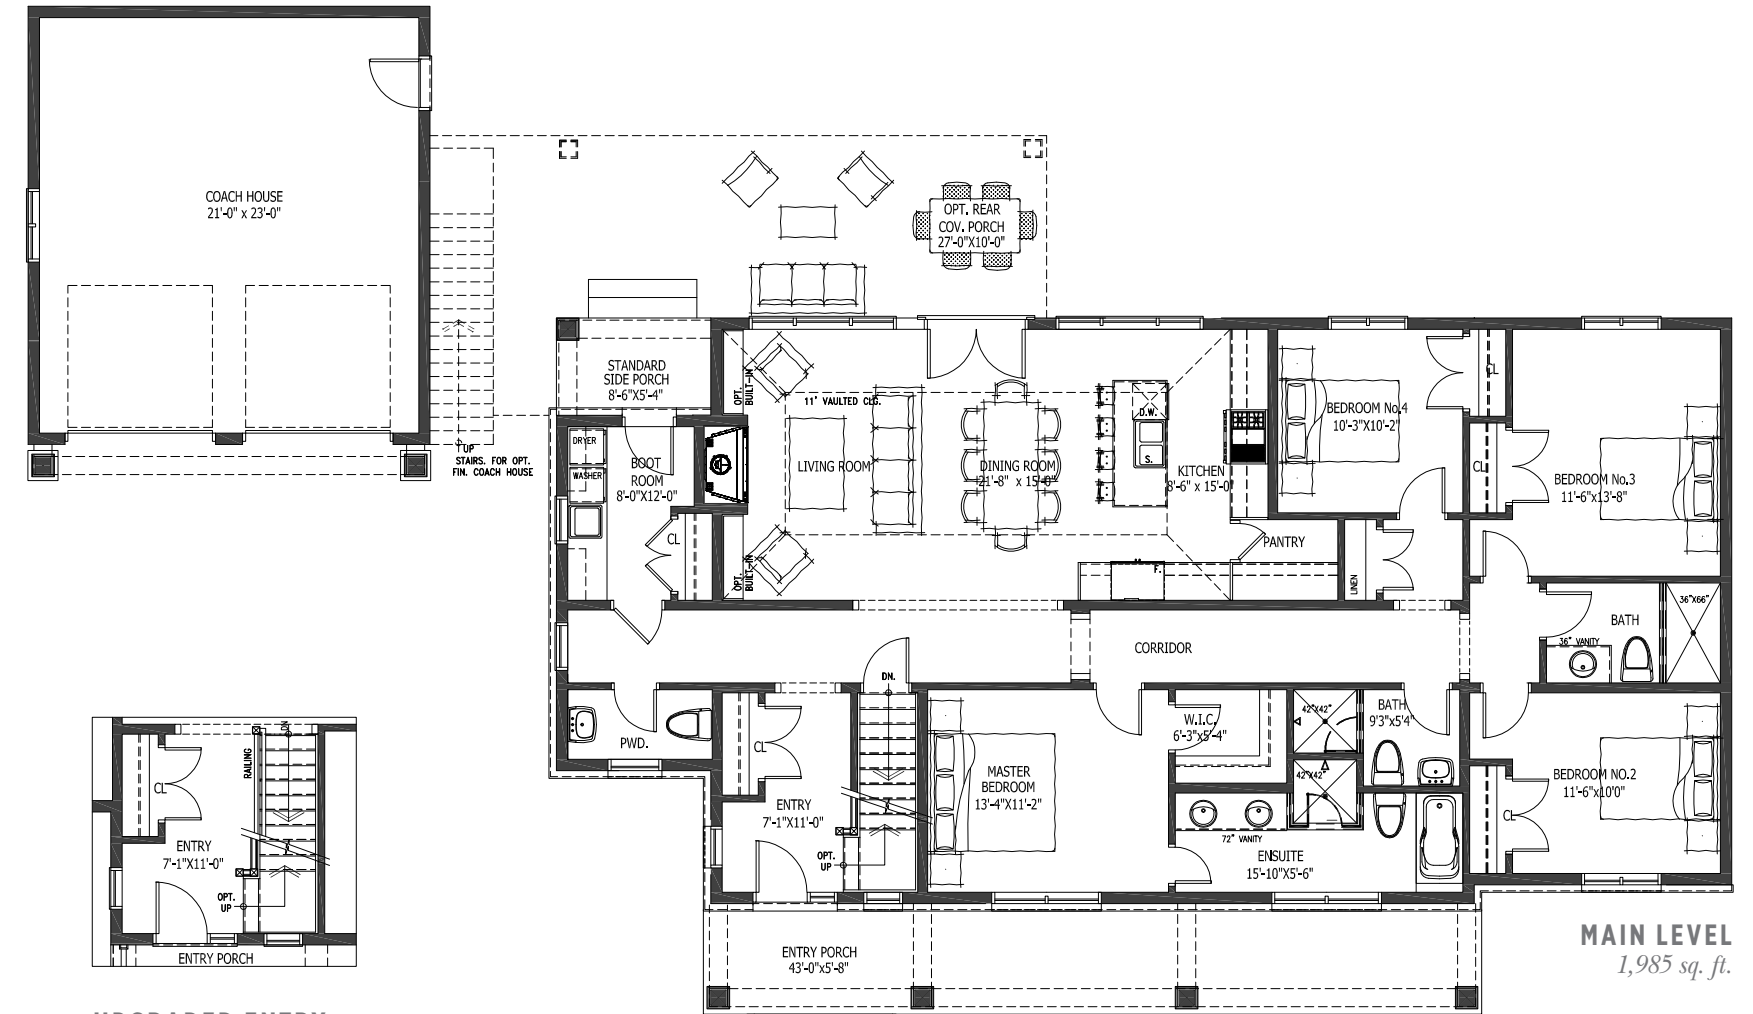 COACH HOUSE
21'-0" x 23'-0"
OPT. REAR
COV. PORCH
27'-0"X10'-0"
UP
STAIRS. FOR OPT.
FIN. COACH HOUSE
STANDARD
SIDE PORCH
8'-6"X5'-4"
DRYER
WASHER
BOOT
ROOM
8'-0"X12'-0"
CL
OPT.
BUILT-IN
11' VAULTED CLG.
LIVING ROOM
OPT.
BUILT-IN
DINING ROOM
21'-8" x 15'-0"
D.W.
S.
KITCHEN
8'-6" x 15'-0"
F.
PANTRY
LINEN
BEDROOM No.4
10'-3"X10'-2"
CL
CL
BEDROOM No.3
11'-6"x13'-8"
36"X66"
BATH
36" VANITY
CORRIDOR
DN.
PWD.
CL
ENTRY
7'-1"X11'-0"
OPT.
UP
MASTER
BEDROOM
13'-4"X11'-2"
W.I.C.
6'-3"x5'-4"
42"X42"
BATH
9'3"x5'4"
42"X42"
72" VANITY
ENSUITE
15'-10"X5'-6"
BEDROOM NO.2
11'-6"x10'0"
CL
ENTRY PORCH
43'-0"x5'-8"
MAIN LEVEL
1,985 sq. ft.
DN
RAILING
CL
ENTRY
7'-1"X11'-0"
OPT.
UP
ENTRY PORCH
UPGRADED ENTRY